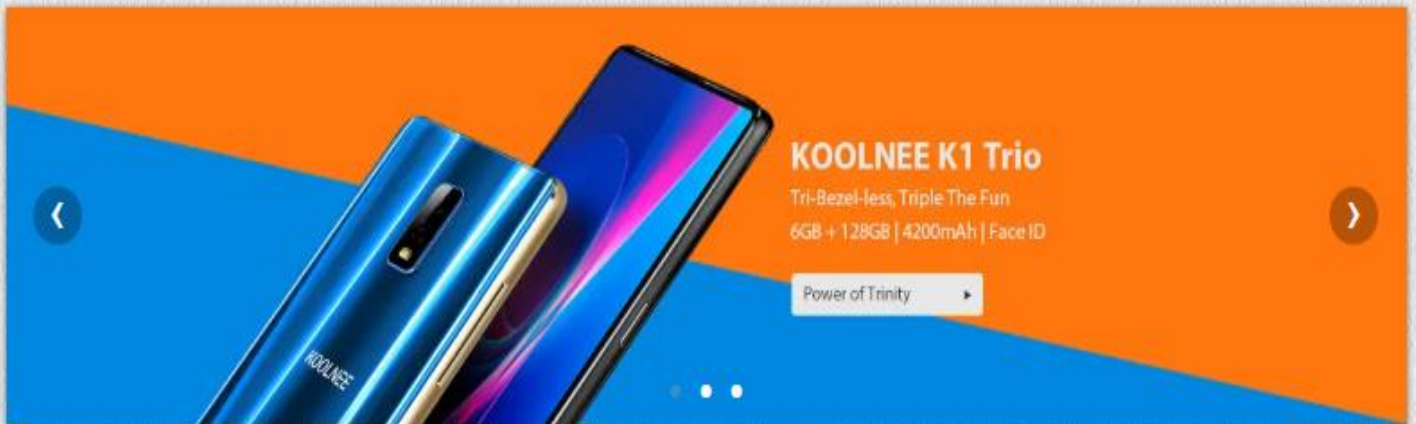 KOOLNEE K1 Trio
Tri-Bezel-less, Triple The Fun
6GB + 128GB | 4200mAh | Face ID
Power of Trinity
KOOLNEE